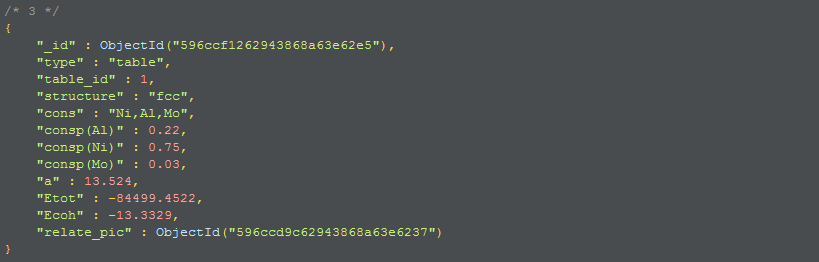 /* 3 */
{
"_id" : ObjectId("596ccf1262943868a63e62e5"),
"type" : "table",
"table_id" : 1,
"structure" : "fcc",
"cons" : "Ni,Al,Mo",
"consp(Al)" : 0.22,
"consp(Ni)" : 0.75,
"consp(Mo)" : 0.03,
"a" : 13.524,
"Etot" : -84499.4522,
"Ecoh" : -13.3329,
"relate_pic" : ObjectId("596ccd9c62943868a63e6237")
}